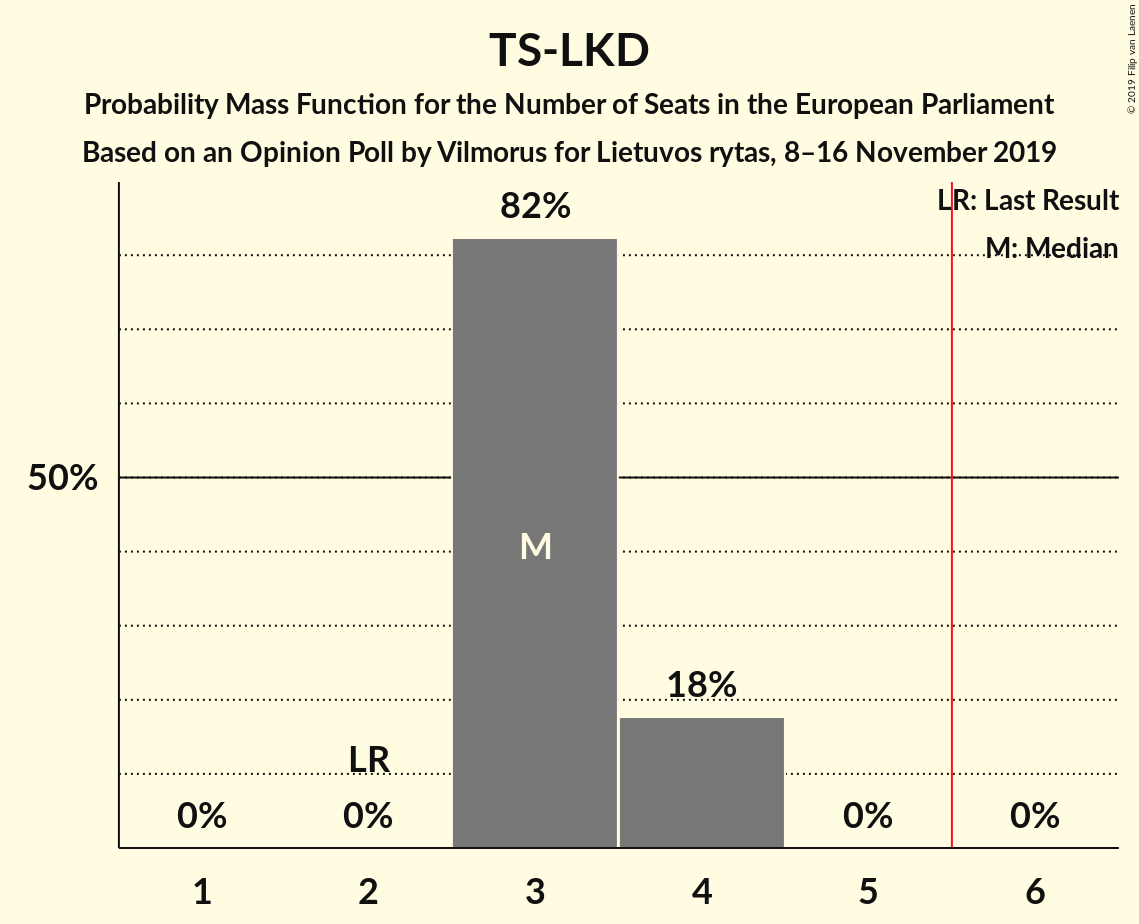 TS-LKD
Probability Mass Function for the Number of Seats in the European Parliament
Based on an Opinion Poll by Vilmorus for Lietuvos rytas, 8–16 November 2019
© 2019 Filip van Laenen
LR: Last Result
M: Median
82%
50%
M
18%
LR
0%
0%
0%
0%
1
2
3
4
5
6